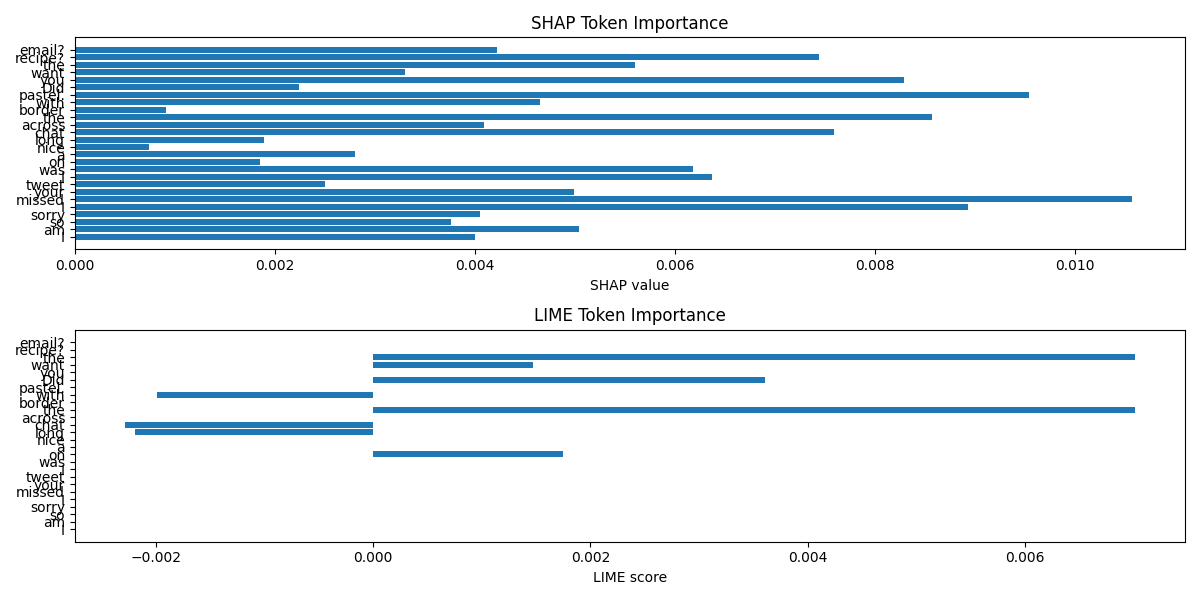 SHAP Token Importance
email?
recipe?
the
want
you
Did
pastel,
with
border
the
across
chat
long
nice
a
on
was
I
tweet
your
missed
I
sorry
so
am
I
0.000 0.002 0.004 0.006 0.008 0.010
SHAP value
LIME Token Importance
email?
recipe?
the
want
you
Did
pastel,
with
border
the
across
chat
long
nice
a
on
was
I
tweet
your
missed
I
sorry
so
am
I
−0.002 0.000 0.002 0.004 0.006
LIME score